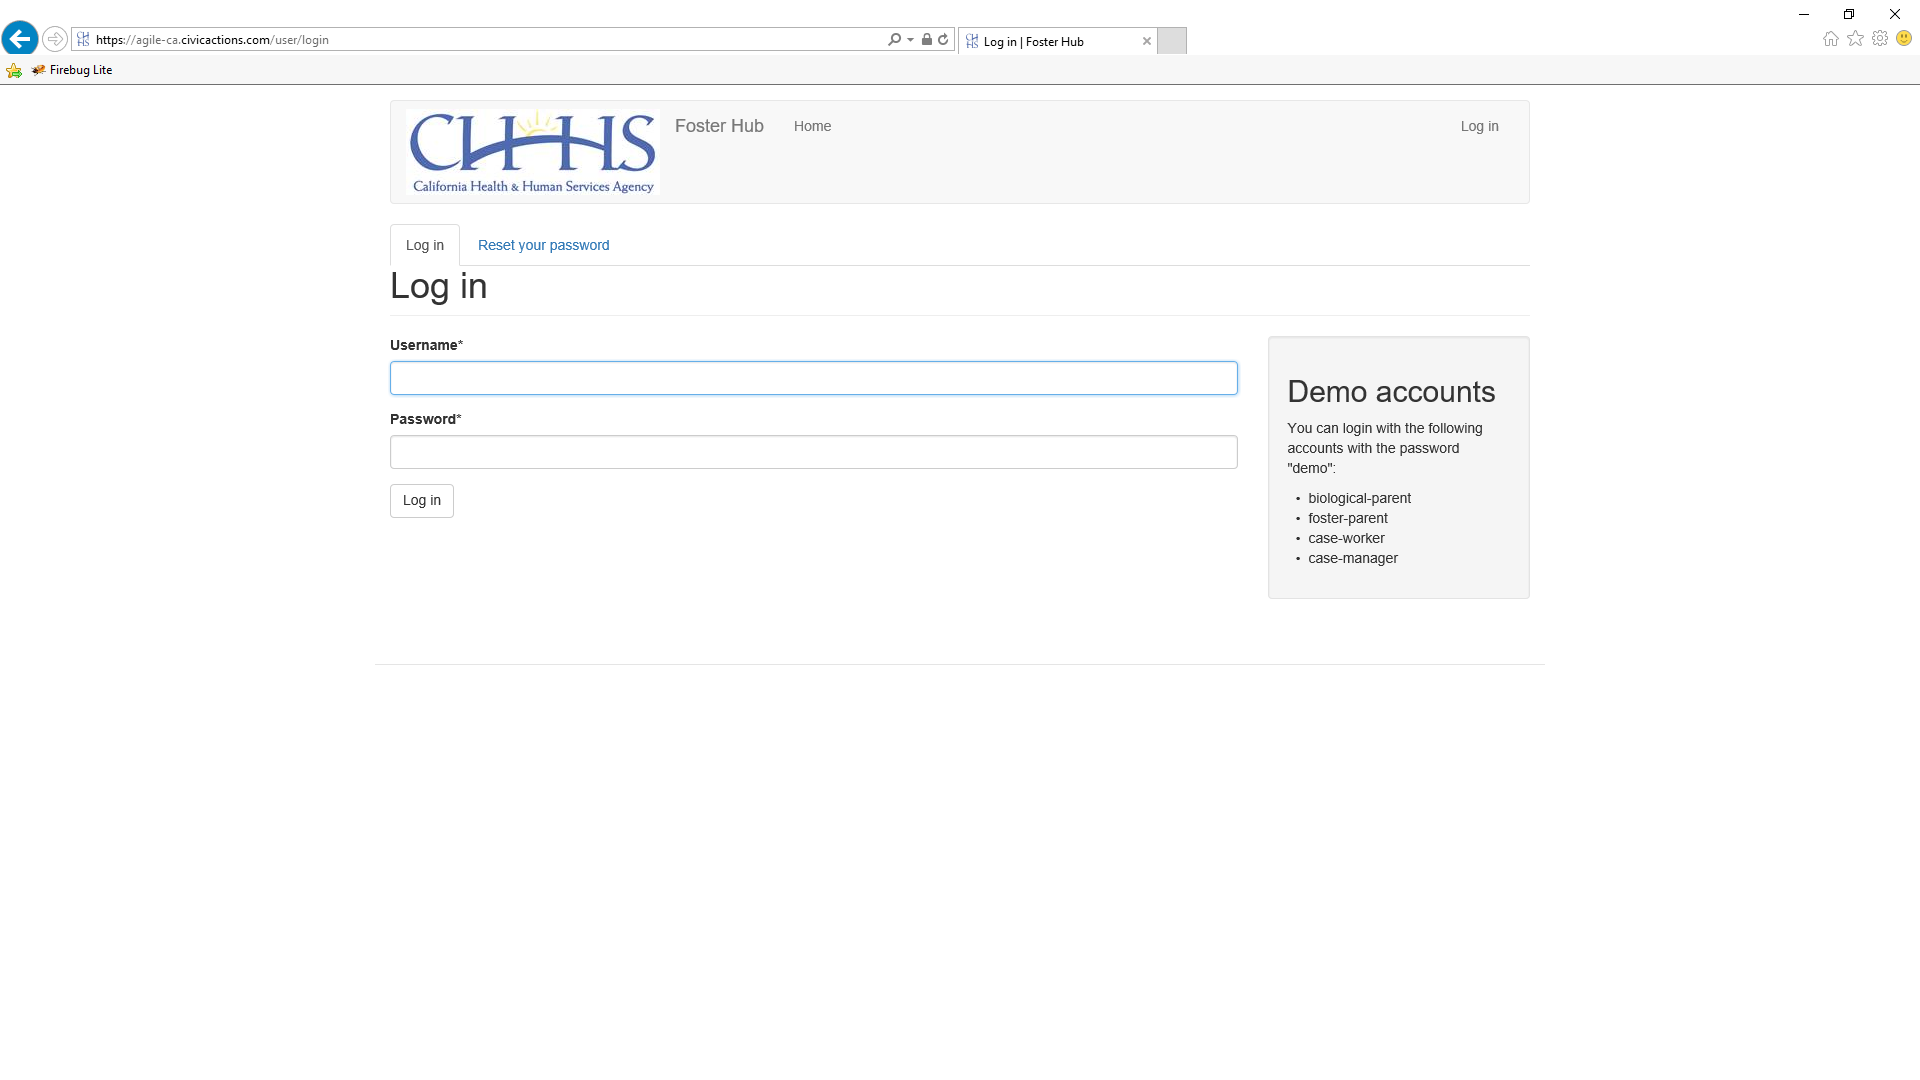 https://agile-ca.civicactions.com/user/login
Log in | Foster Hub
Firebug Lite
CHHS
California Health & Human Services Agency
Foster Hub
Home
Log in
Log in
Reset your password
Log in
Username*
Password*
Log in
Demo accounts
You can login with the following
accounts with the password
"demo":
• biological-parent
• foster-parent
• case-worker
• case-manager